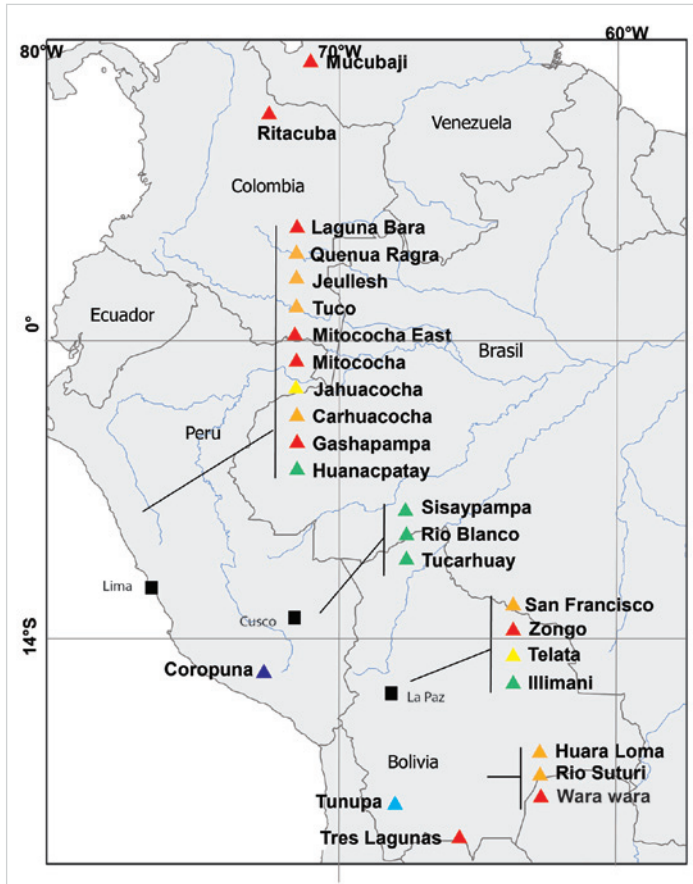 80°W
70°W
60°W
Mucubaji
Ritacuba
Venezuela
Colombia
Laguna Bara
Quenua Ragra
Jeullesh
Tuco
Ecuador
0°
Mitococha East
Brasil
Mitococha
Jahuacocha
Carhuacocha
Peru
Gashapampa
Huanacpatay
Sisaypampa
Rio Blanco
Tucarhuay
Lima
San Francisco
Cusco
Zongo
14°S
Telata
Coropuna
Illimani
La Paz
Huara Loma
Bolivia
Rio Suturi
Wara wara
Tunupa
Tres Lagunas